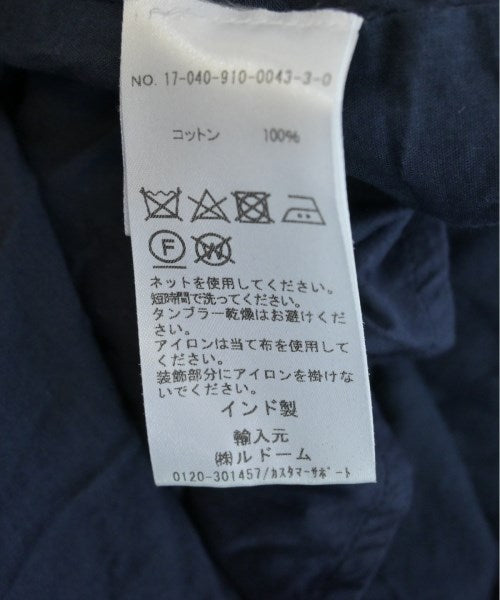 NO. 17-040-910-0043-3-0
コットン 100%
F W
ネットを使用してください。
短時間で洗ってください。
タンブラー乾燥はお避けくだ
さい。
アイロンは当て布を使用して
ください。
装飾部分にアイロンを掛けな
いでください。
インド製
輸入元
㈱ルドーム
0120-301457/カスタマーサポート